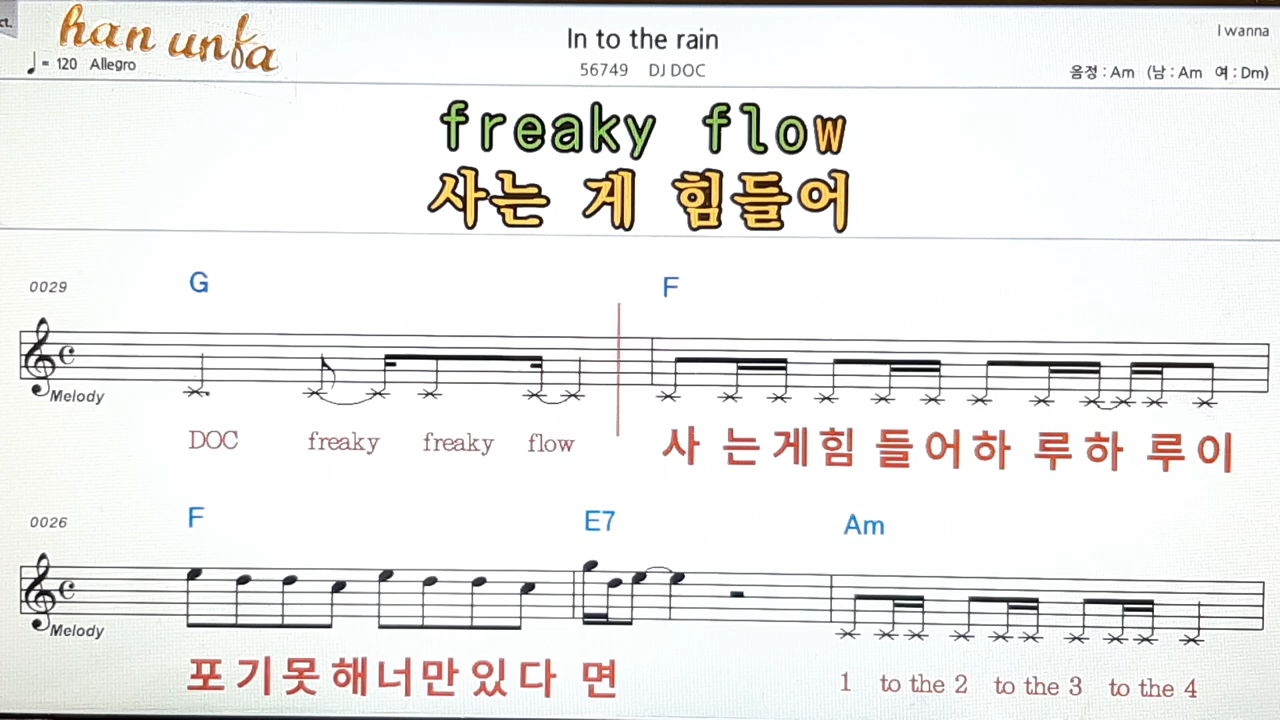 ct.
han unfa
In to the rain
I wanna
♩ = 120 Allegro
56749 DJ DOC
음정 : Am (남 : Am 여 : Dm)
freaky flow
사는 게 힘들어
0029
G
F
Melody
DOC freaky freaky flow 사 는게힘 들어하 루하 루이
0026
F
E7
Am
Melody
포기못해너만있다 면 1 to the 2 to the 3 to the 4